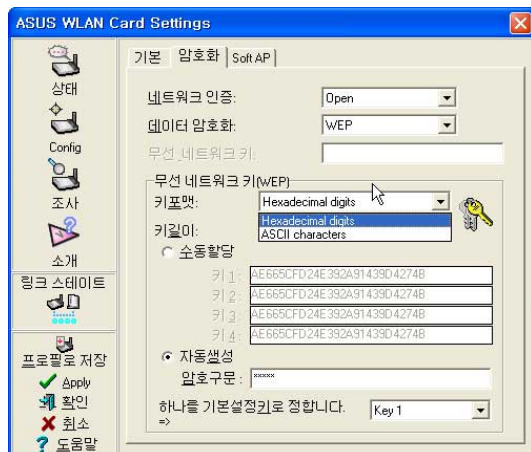 ASUS WLAN Card Settings
상태
Config
조사
소개
링크 스테이트
프로필로 저장
Apply
확인
취소
도움말
기본
암호화
Soft AP
네트워크 인증:
Open
데이터 암호화:
WEP
무선 네트워크 키:
무선 네트워크 키(WEP)
키포맷:
Hexadecimal digits
Hexadecimal digits
ASCII characters
키길이:
수동할당
키 1: AE665CFD24E392A91439D4274B
키 2: AE665CFD24E392A91439D4274B
키 3: AE665CFD24E392A91439D4274B
키 4: AE665CFD24E392A91439D4274B
자동생성
암호구문 : *****
하나를 기본설정키로 정합니다.
=>
Key 1